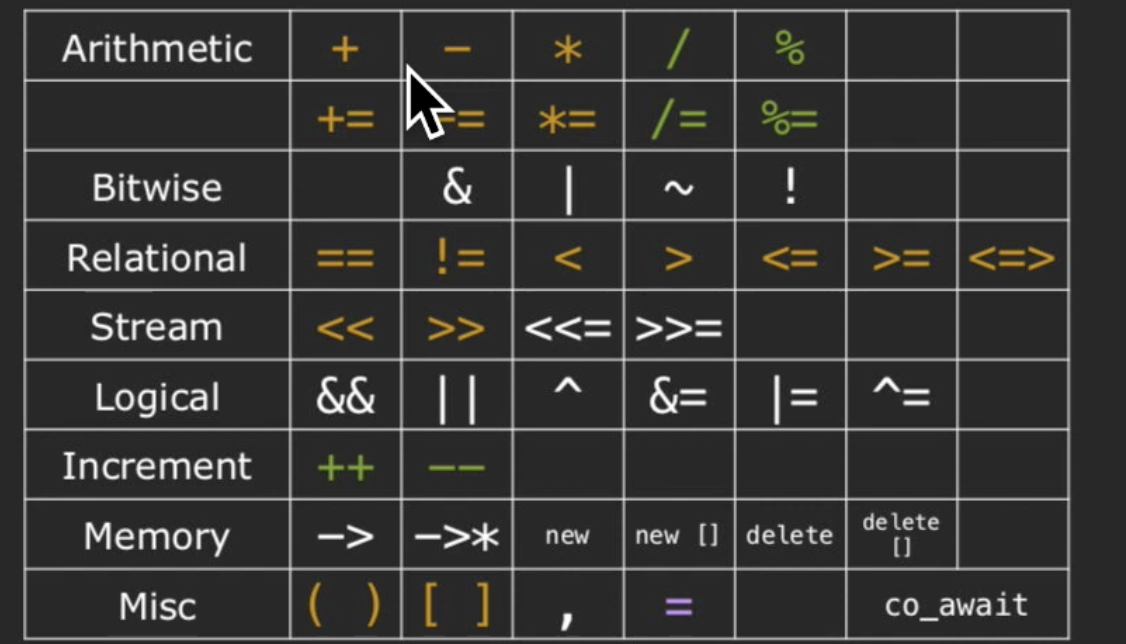 Arithmetic + - * / %
+= -= *= /= %=
Bitwise & | ~ !
Relational == != < > <= >= <=>
Stream << >> <<= >>=
Logical && || ^ &= |= ^=
Increment ++ --
Memory -> ->* new new [] delete delete []
Misc ( ) [ ] , = co_await